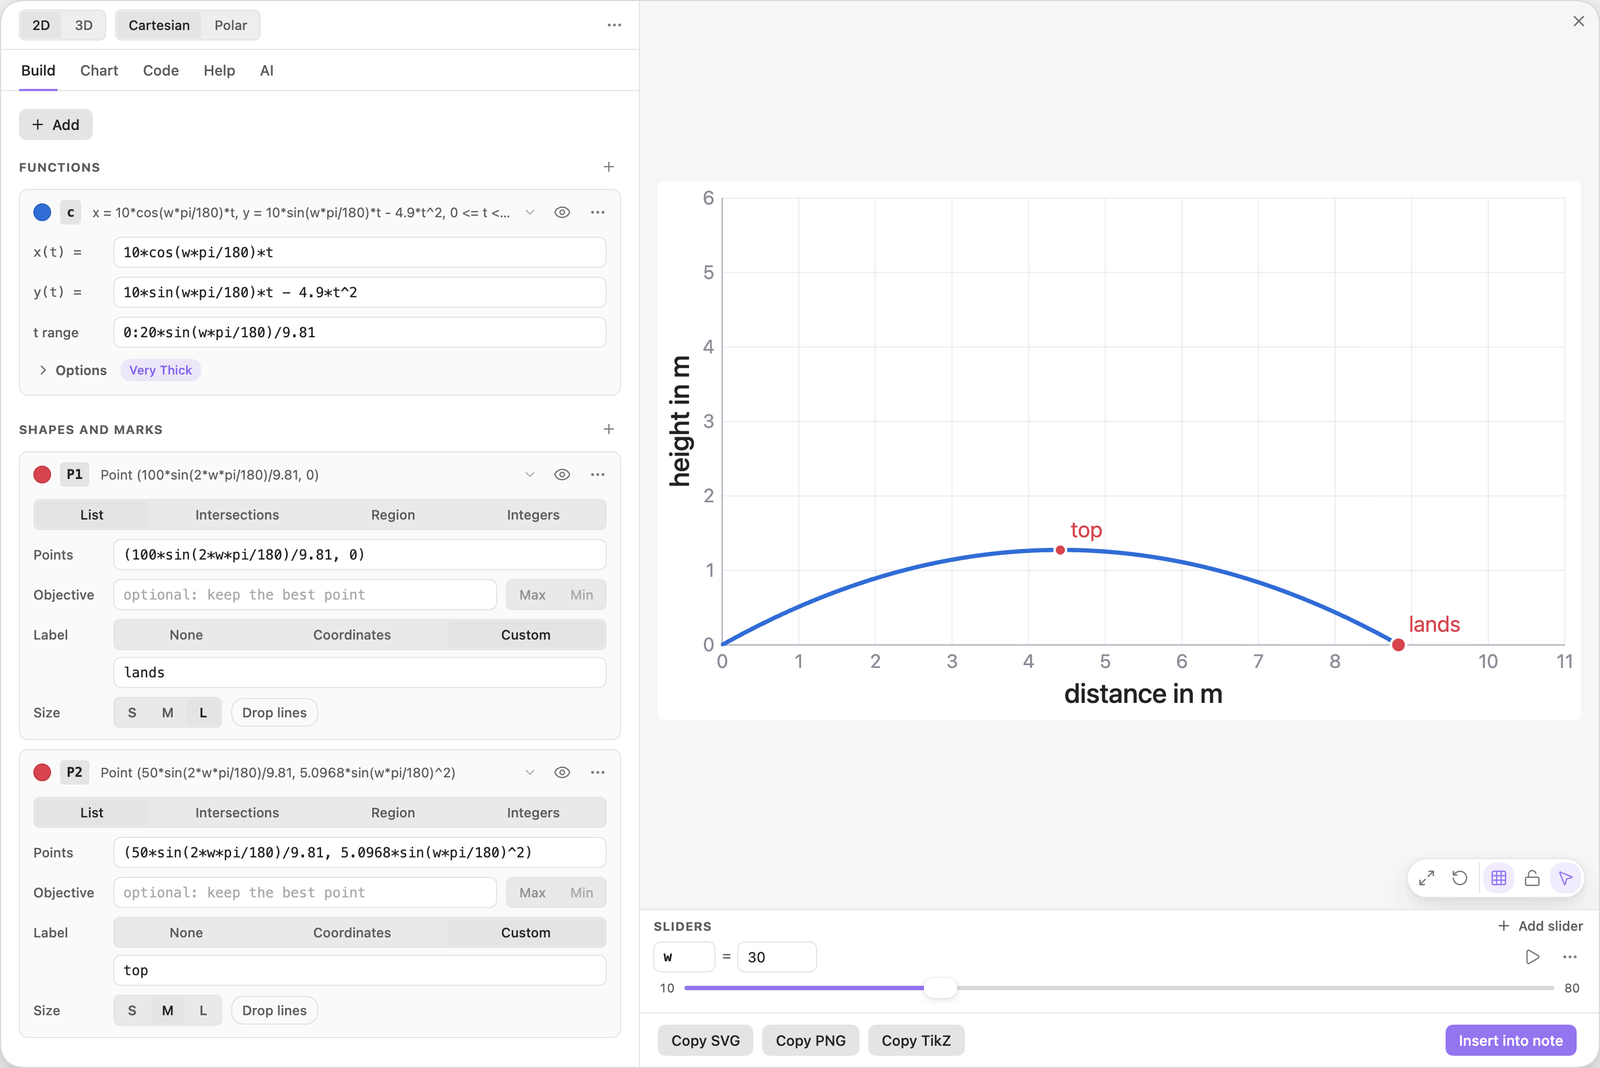 2D 3D Cartesian Polar
Build Chart Code Help AI
+ Add
FUNCTIONS
c x = 10*cos(w*pi/180)*t, y = 10*sin(w*pi/180)*t - 4.9*t^2, 0 <= t <...
x(t) = 10*cos(w*pi/180)*t
y(t) = 10*sin(w*pi/180)*t - 4.9*t^2
t range 0:20*sin(w*pi/180)/9.81
Options Very Thick
SHAPES AND MARKS
P1 Point (100*sin(2*w*pi/180)/9.81, 0)
List Intersections Region Integers
Points (100*sin(2*w*pi/180)/9.81, 0)
Objective optional: keep the best point Max Min
Label None Coordinates Custom
lands
Size S M L Drop lines
P2 Point (50*sin(2*w*pi/180)/9.81, 5.0968*sin(w*pi/180)^2)
List Intersections Region Integers
Points (50*sin(2*w*pi/180)/9.81, 5.0968*sin(w*pi/180)^2)
Objective optional: keep the best point Max Min
Label None Coordinates Custom
top
Size S M L Drop lines
6
5
4
3
2
1
0
height in m
top
lands
0 1 2 3 4 5 6 7 8 10 11
distance in m
SLIDERS + Add slider
w = 30
10 80
Copy SVG Copy PNG Copy TikZ Insert into note